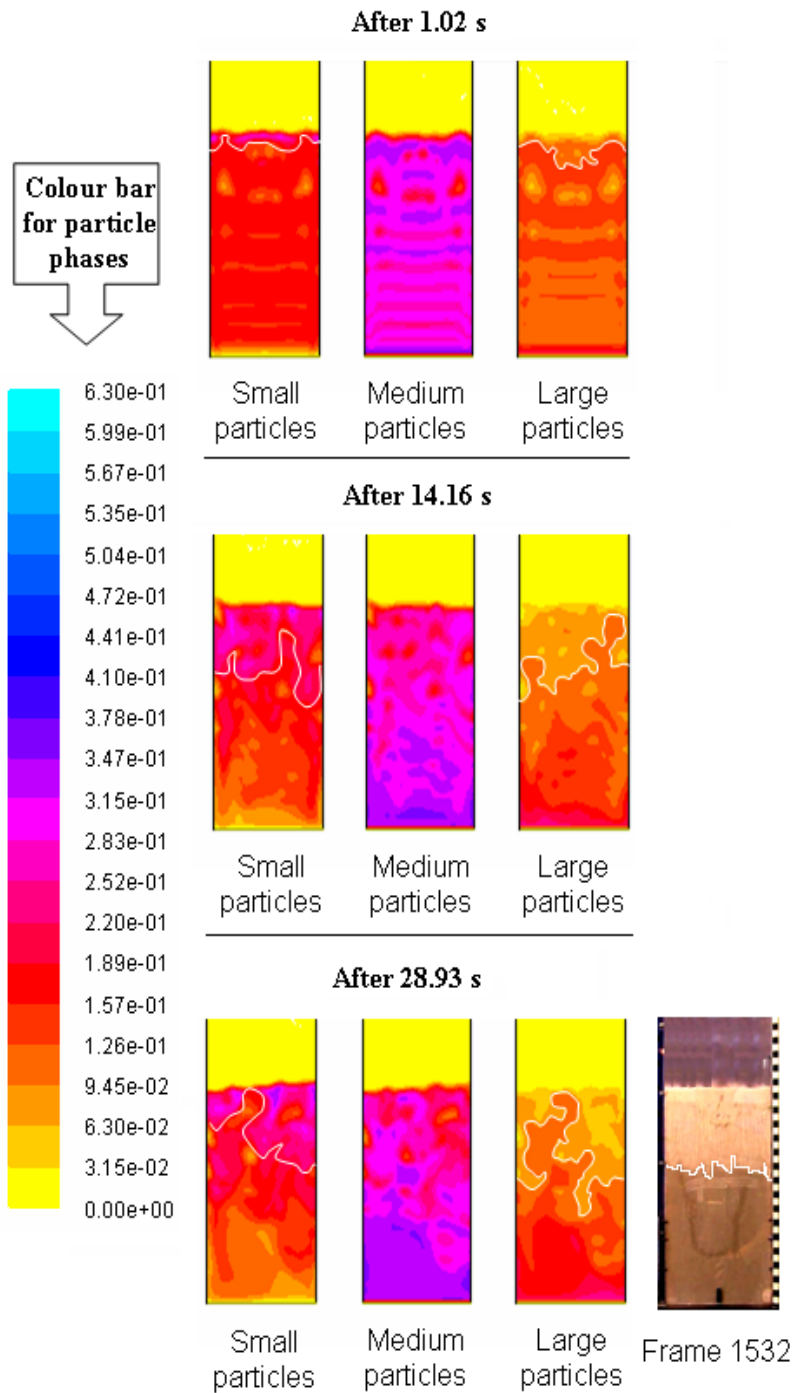 After 1.02 s
Colour bar
for particle
phases
Small
particles
Medium
particles
Large
particles
6.30e-01
5.99e-01
5.67e-01
5.35e-01
5.04e-01
4.72e-01
4.41e-01
4.10e-01
3.78e-01
3.47e-01
3.15e-01
2.83e-01
2.52e-01
2.20e-01
1.89e-01
1.57e-01
1.26e-01
9.45e-02
6.30e-02
3.15e-02
0.00e+00
After 14.16 s
Small
particles
Medium
particles
Large
particles
After 28.93 s
Small
particles
Medium
particles
Large
particles
Frame 1532